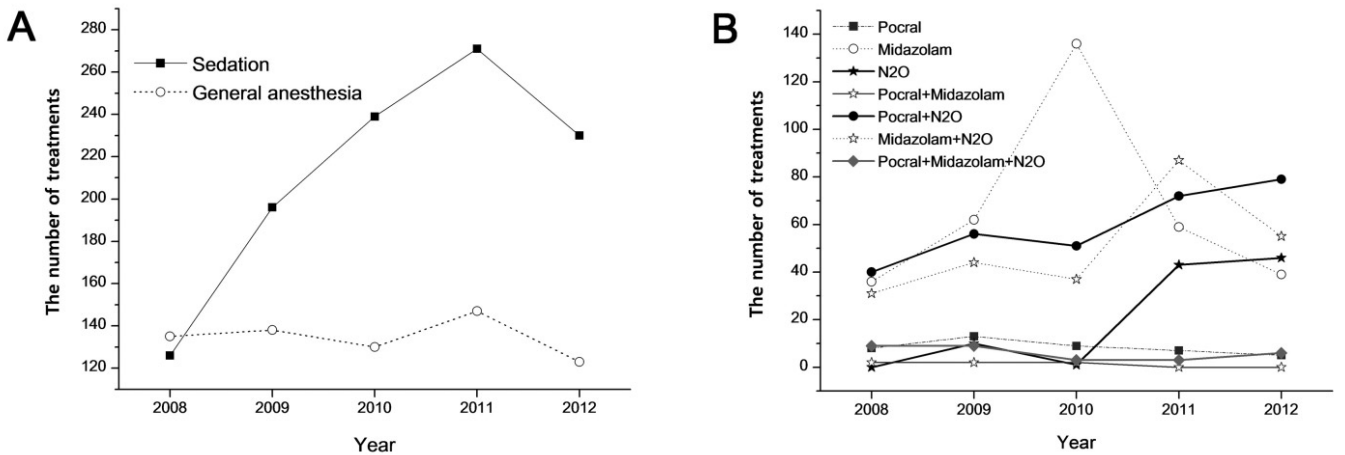 A
The number of treatments
280
260
240
220
200
180
160
140
120
Sedation
General anesthesia
2008
2009
2010
2011
2012
Year
B
The number of treatments
140
120
100
80
60
40
20
0
Pocral
Midazolam
N2O
Pocral+Midazolam
Pocral+N2O
Midazolam+N2O
Pocral+Midazolam+N2O
2008
2009
2010
2011
2012
Year